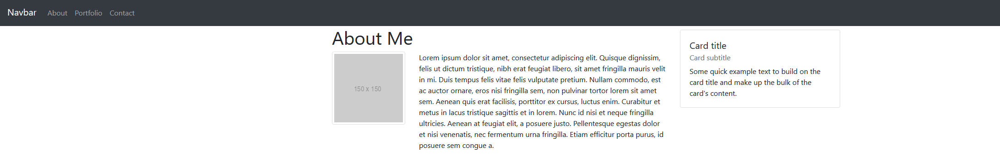 Navbar About Portfolio Contact
About Me
150 x 150
Lorem ipsum dolor sit amet, consectetur adipiscing elit. Quisque dignissim,
felis ut dictum tristique, nibh erat feugiat libero, sit amet fringilla mauris velit
in mi. Duis tempus felis vitae felis vulputate pretium. Nullam commodo, est
ac auctor ornare, eros nisi fringilla sem, non pulvinar tortor lorem sit amet
sem. Aenean quis erat facilisis, porttitor ex cursus, luctus enim. Curabitur et
metus in lacus tristique sagittis et in lorem. Nunc id nisi et neque fringilla
ultricies. Aenean at feugiat elit, a posuere justo. Pellentesque egestas dolor
et nisi venenatis, nec fermentum urna fringilla. Etiam efficitur porta purus, id
posuere sem congue a.
Card title
Card subtitle
Some quick example text to build on the
card title and make up the bulk of the
card's content.